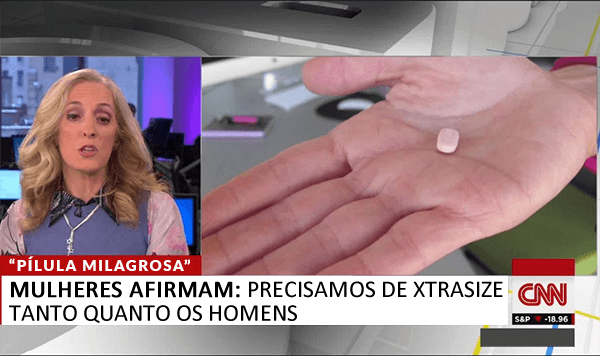 “PÍLULA MILAGROSA”
MULHERES AFIRMAM: PRECISAMOS DE XTRASIZE
TANTO QUANTO OS HOMENS
CNN
S&P ▼ -18.96